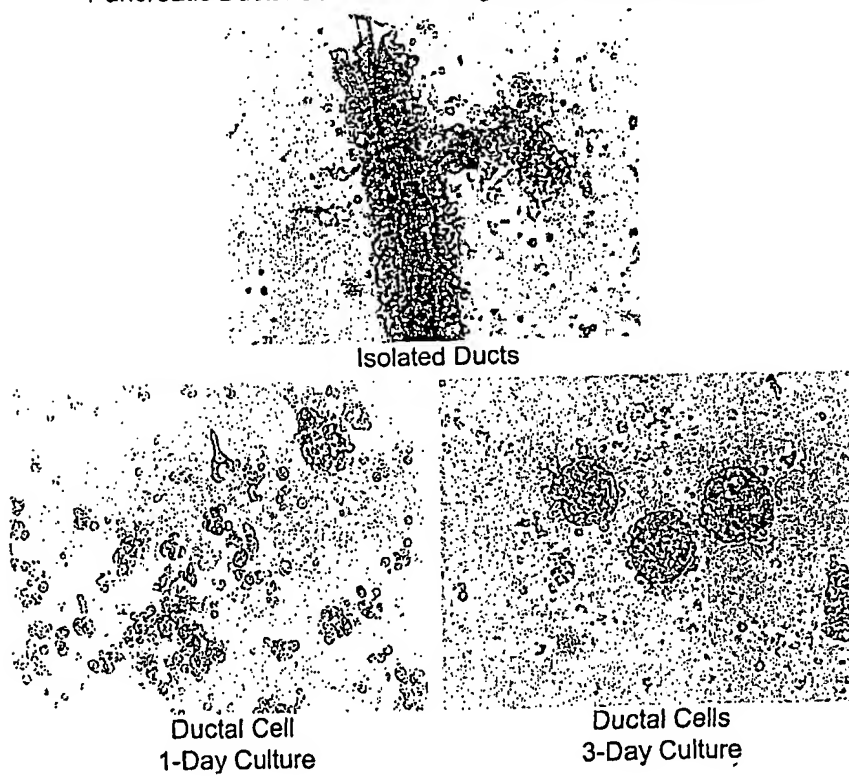 Isolated Ducts
Ductal Cell
1-Day Culture
Ductal Cells
3-Day Culture